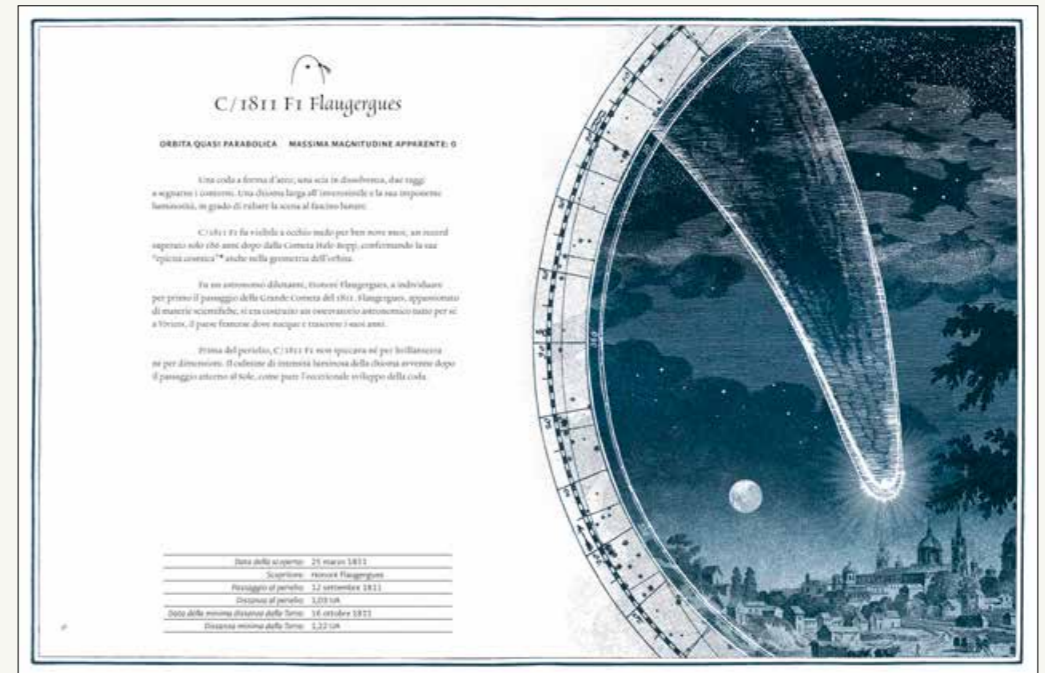 C/1811 F1 Flaugergues
ORBITA QUASI PARABOLICA MASSIMA MAGNITUDINE APPARENTE: 0
Una coda a forma d'arco, una scia in dissolvenza, due raggi
a segnarne i contorni. Una chioma larga all'inverosimile e la sua imponente
luminosità, in grado di rubare la scena al fascino lunare.
C/1811 F1 fu visibile a occhio nudo per ben nove mesi, un record
superato solo 186 anni dopo dalla Cometa Hale-Bopp, confermando la sua
"epicità cosmica" anche nella geometria dell'orbita.
Fu un astronomo dilettante, Honoré Flaugergues, a individuare
per primo il passaggio della Grande Cometa del 1811. Flaugergues, appassionato
di materie scientifiche, si era costruito un osservatorio astronomico tutto per sé
a Viviers, il paese francese dove nacque e trascorse i suoi anni.
Prima del perielio, C/1811 F1 non spiccava né per brillantezza
né per dimensioni. Il culmine di intensità luminosa della chioma avvenne dopo
il passaggio attorno al Sole, come pure l'eccezionale sviluppo della coda.
Data della scoperta: 25 marzo 1811
Scopritore: Honoré Flaugergues
Passaggio al perielio: 12 settembre 1811
Distanza al perielio: 1,03 UA
Data della minima distanza dalla Terra: 16 ottobre 1811
Distanza minima dalla Terra: 1,22 UA